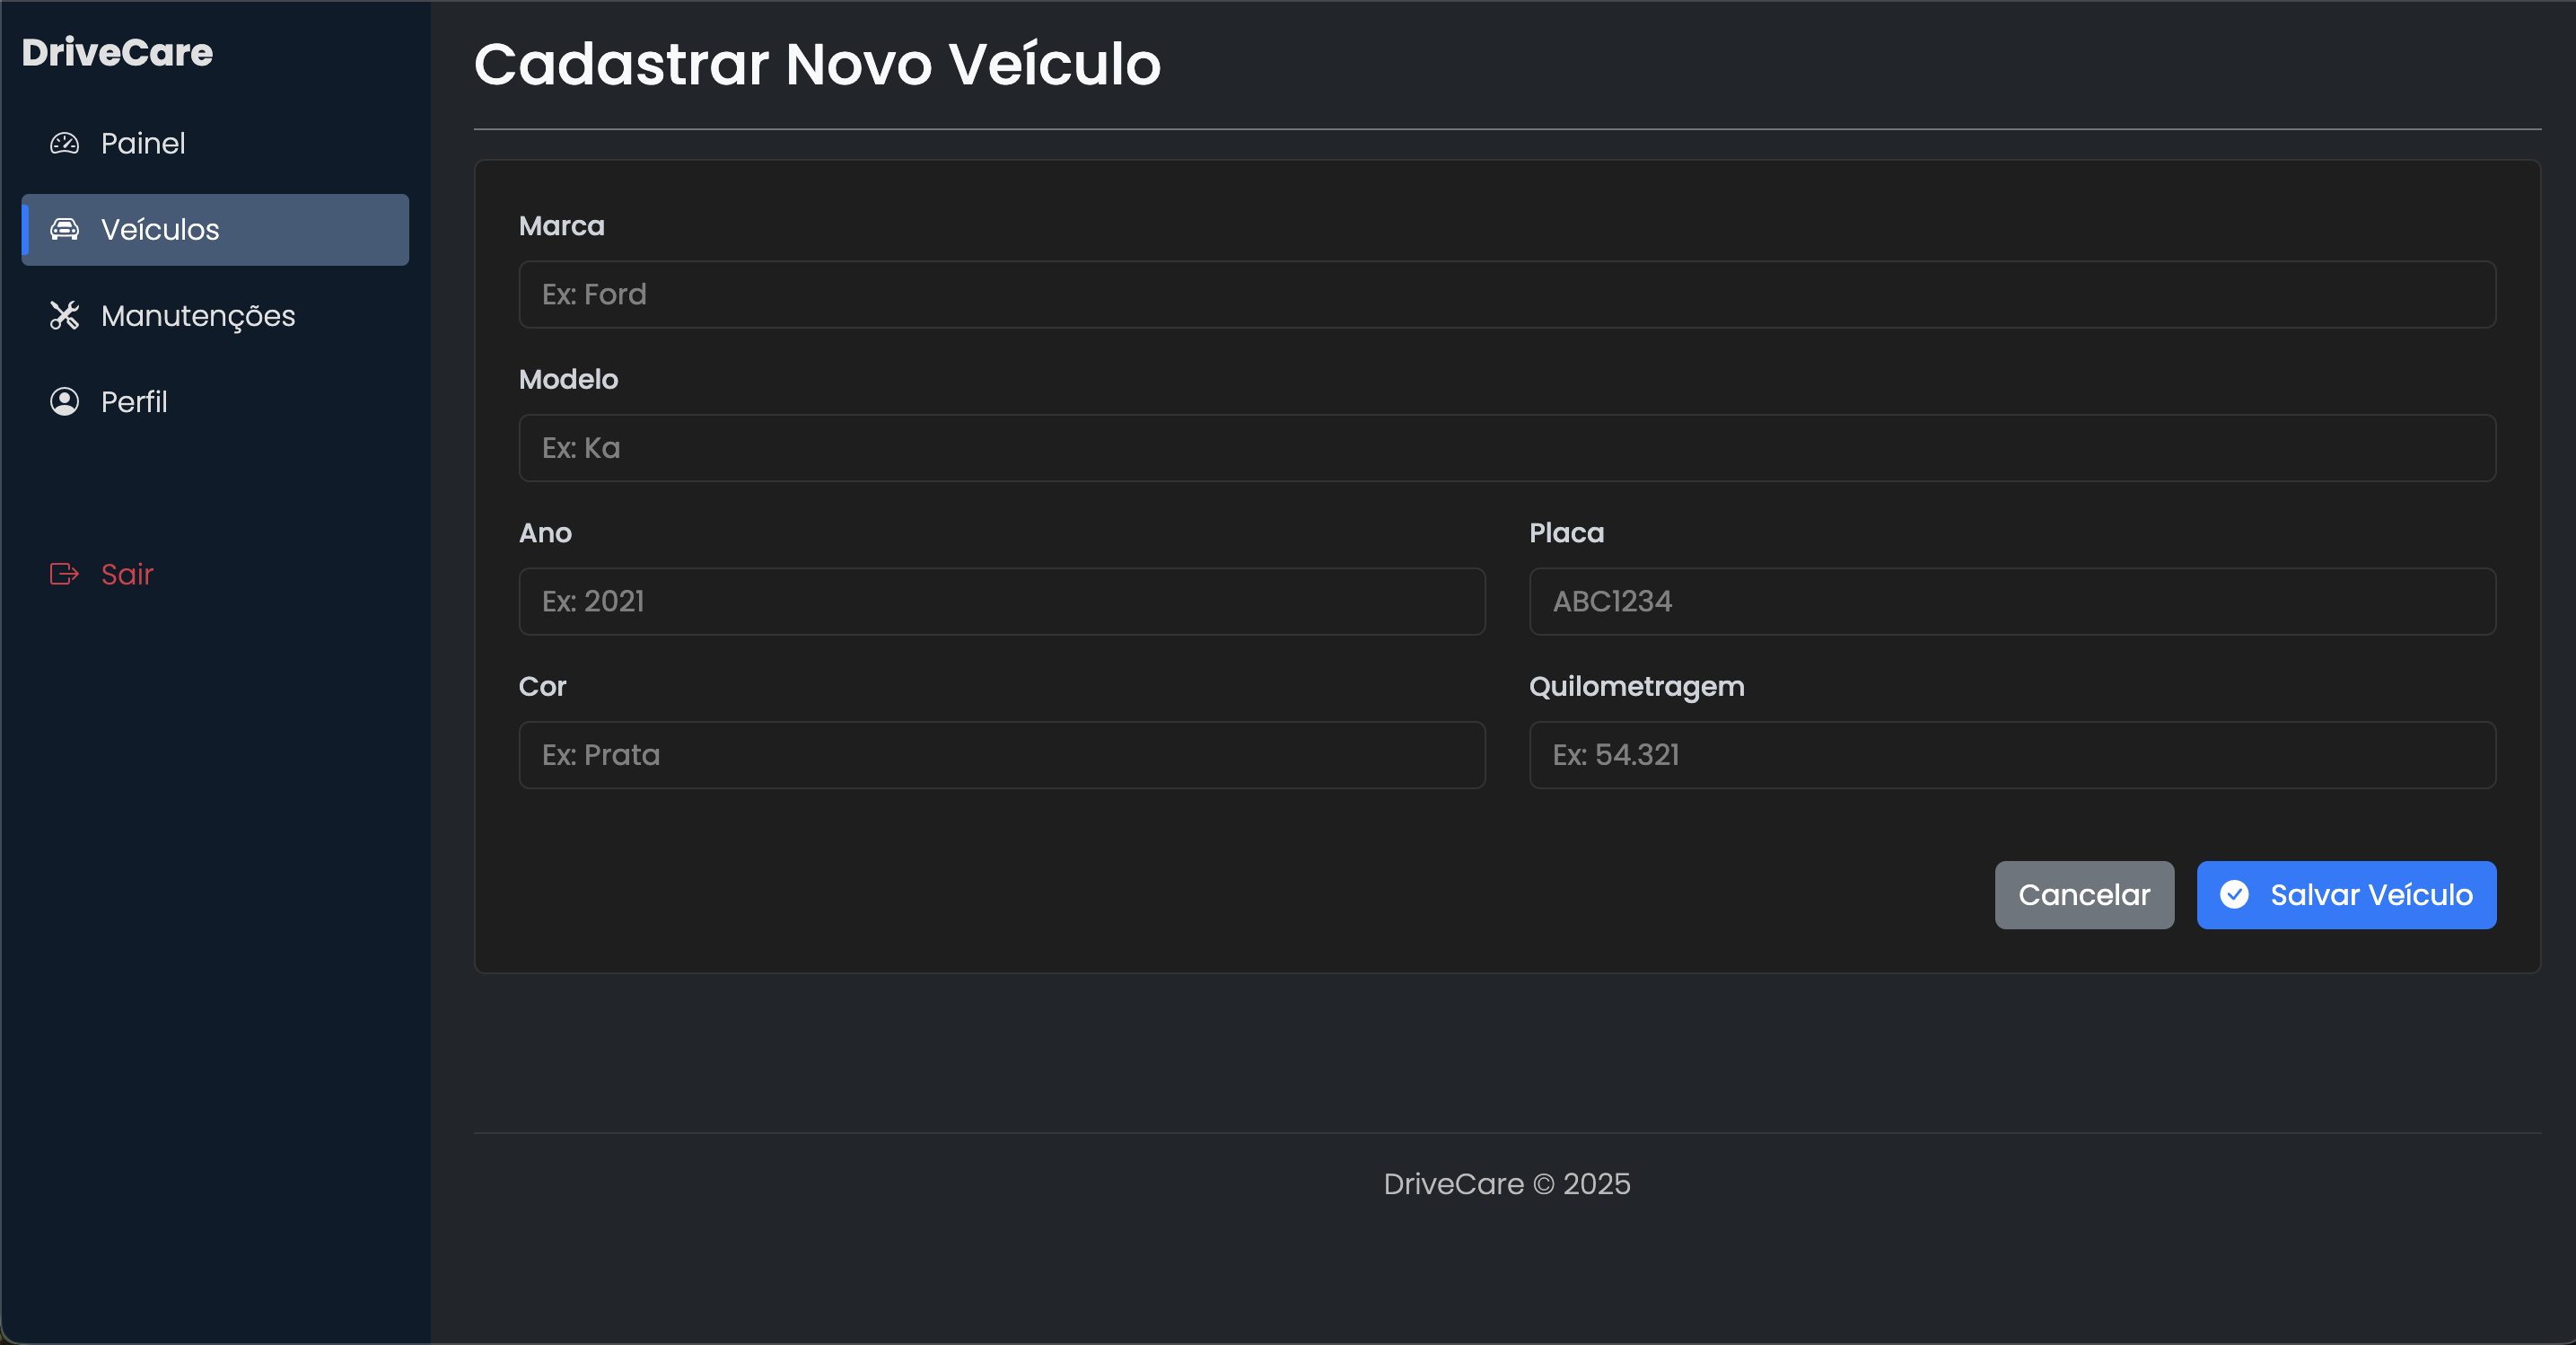 DriveCare
Painel
Veículos
Manutenções
Perfil
Sair
Cadastrar Novo Veículo
Marca
Ex: Ford
Modelo
Ex: Ka
Ano
Ex: 2021
Placa
ABC1234
Cor
Ex: Prata
Quilometragem
Ex: 54.321
Cancelar
Salvar Veículo
DriveCare © 2025